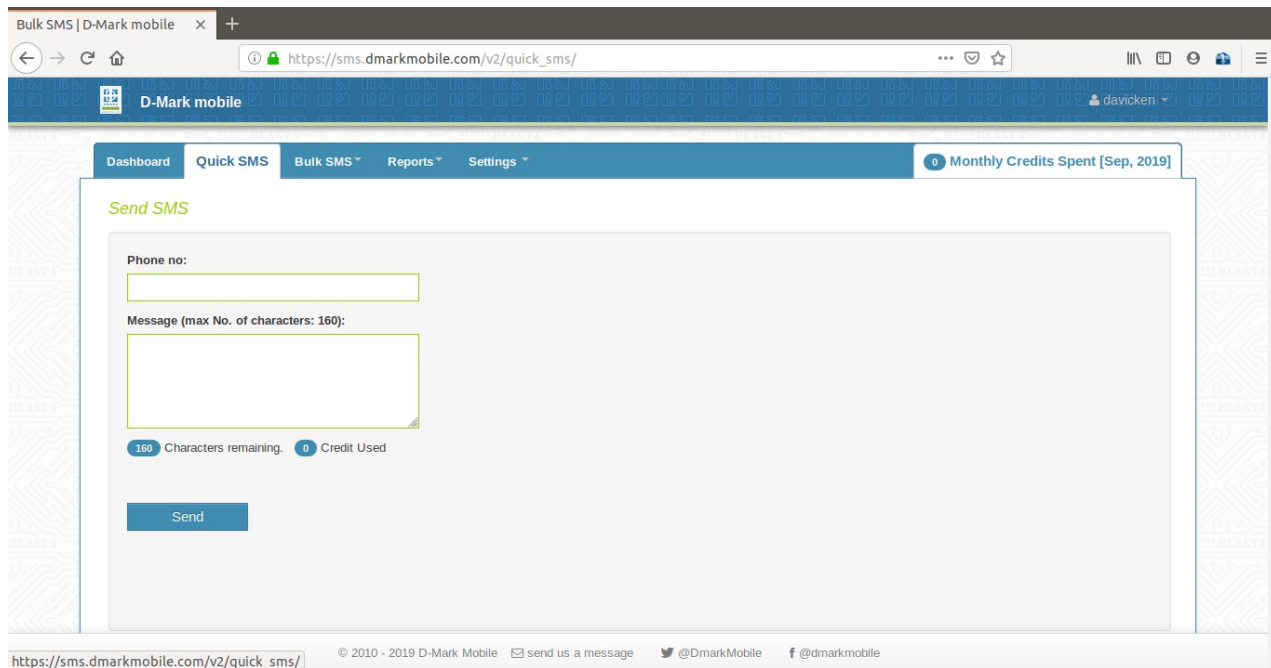 Bulk SMS | D-Mark mobile
https://sms.dmarkmobile.com/v2/quick_sms/
D-Mark mobile
davicken
Dashboard Quick SMS Bulk SMS Reports Settings 0 Monthly Credits Spent [Sep, 2019]
Send SMS
Phone no:
Message (max No. of characters: 160):
160 Characters remaining. 0 Credit Used
Send
© 2010 - 2019 D-Mark Mobile send us a message @DmarkMobile @dmarkmobile
https://sms.dmarkmobile.com/v2/quick_sms/